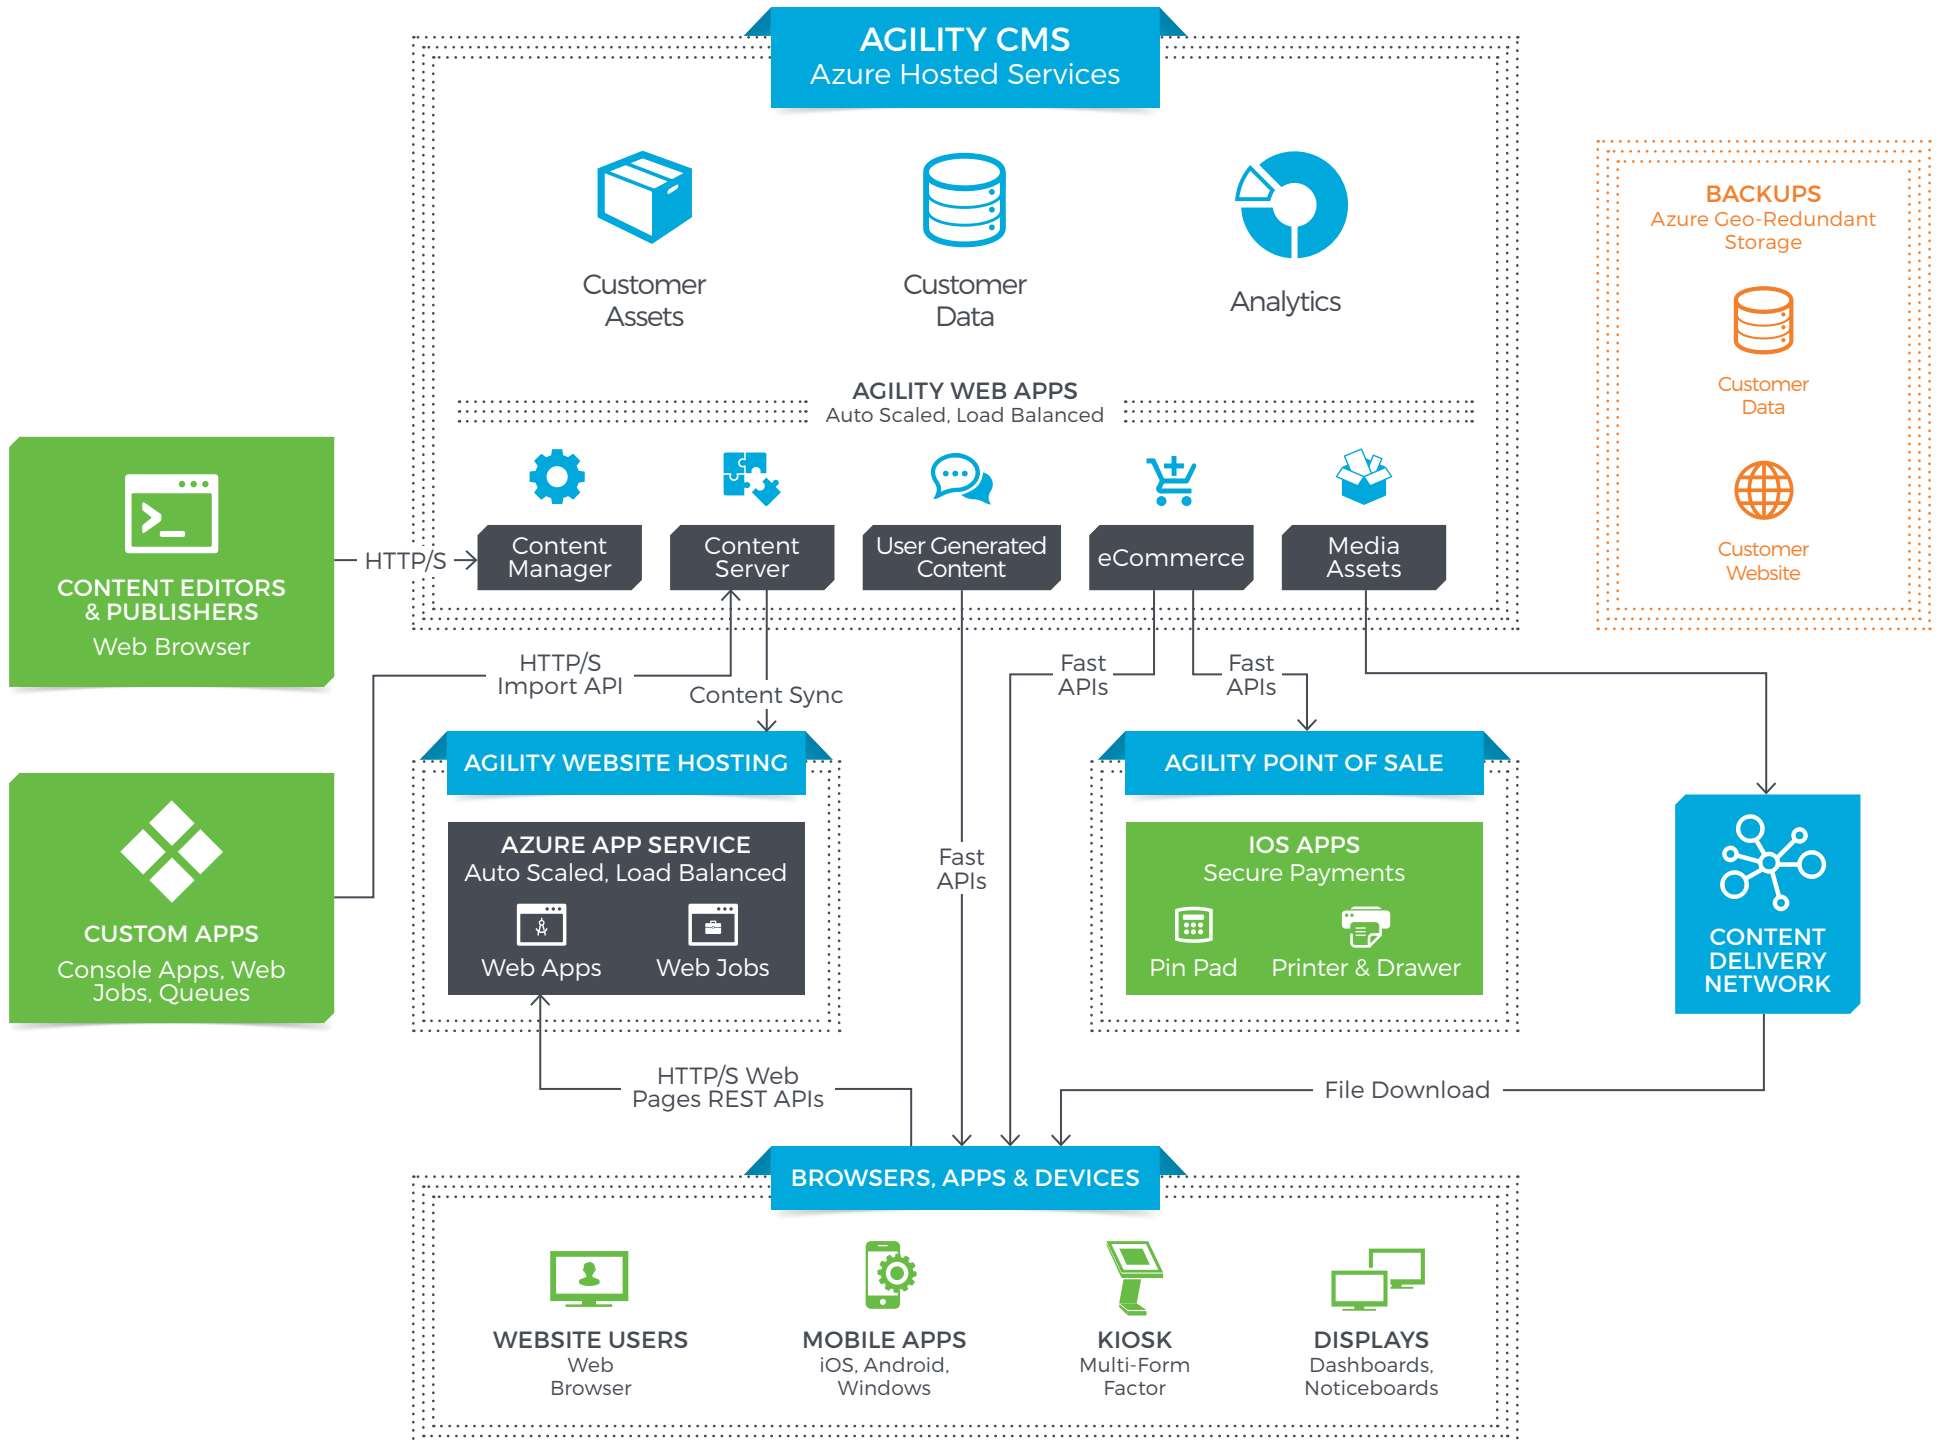 AGILITY CMS
Azure Hosted Services
Customer
Assets
Customer
Data
Analytics
BACKUPS
Azure Geo-Redundant
Storage
Customer
Data
Customer
Website
AGILITY WEB APPS
Auto Scaled, Load Balanced
Content
Manager
Content
Server
User Generated
Content
eCommerce
Media
Assets
CONTENT EDITORS
& PUBLISHERS
Web Browser
HTTP/S
HTTP/S
Import API
Content Sync
Fast
APIs
Fast
APIs
CUSTOM APPS
Console Apps, Web
Jobs, Queues
AGILITY WEBSITE HOSTING
AZURE APP SERVICE
Auto Scaled, Load Balanced
Web Apps
Web Jobs
Fast
APIs
AGILITY POINT OF SALE
IOS APPS
Secure Payments
Pin Pad
Printer & Drawer
CONTENT
DELIVERY
NETWORK
HTTP/S Web
Pages REST APIs
File Download
BROWSERS, APPS & DEVICES
WEBSITE USERS
Web
Browser
MOBILE APPS
iOS, Android,
Windows
KIOSK
Multi-Form
Factor
DISPLAYS
Dashboards,
Noticeboards